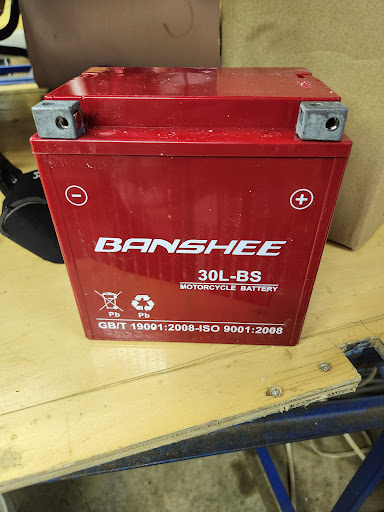 − +
BANSHEE
30L-BS
MOTORCYCLE BATTERY
Pb Pb
GB/T 19001:2008-ISO 9001:2008